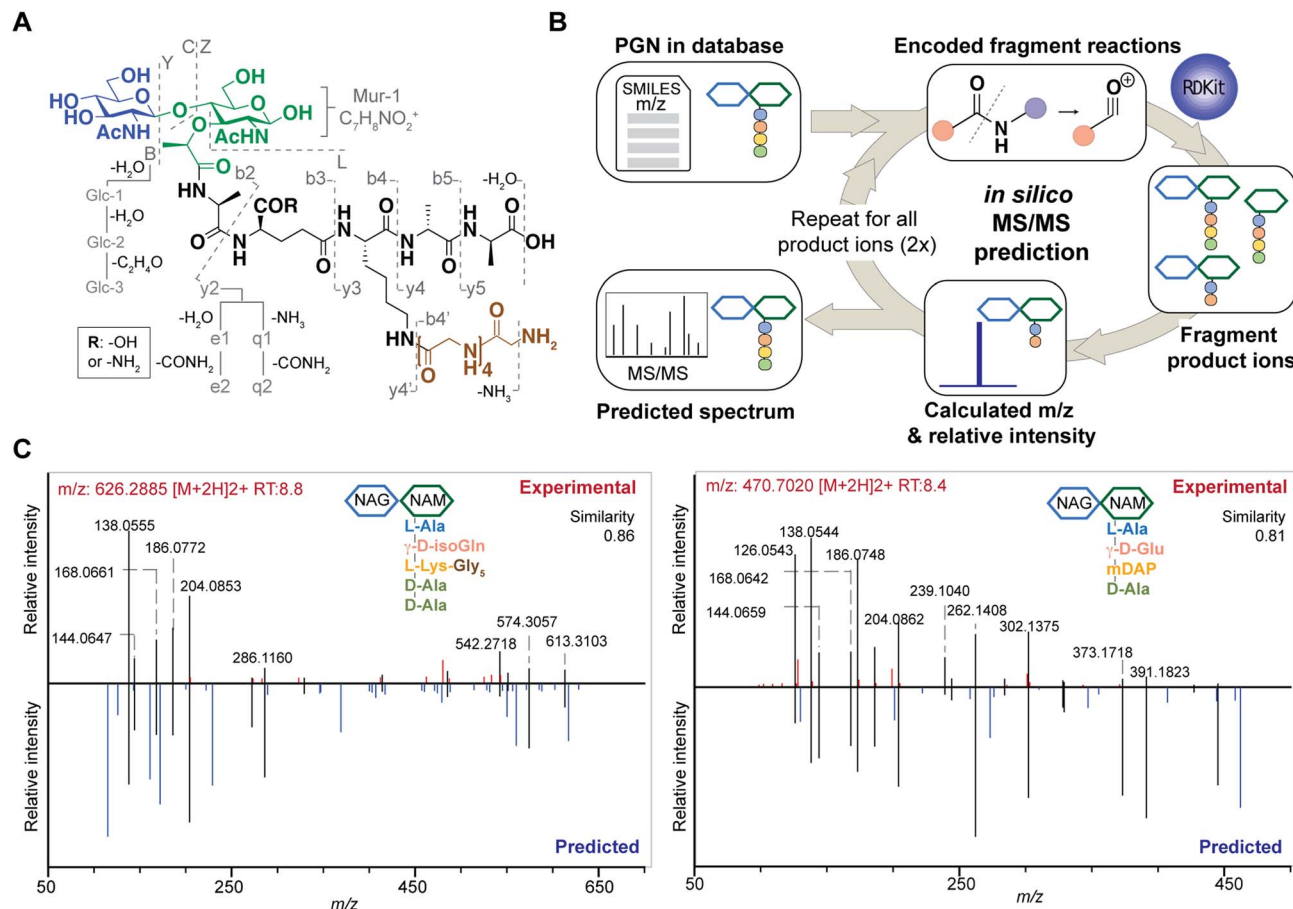 A
Y
C
Z
OH
HO
O
HO
O
AcNH
OH
O
O
OH
O
AcNH
Mur-1
C₇H₈NO₂⁺
B
L
-H₂O
O
HN
Glc-1
-H₂O
Glc-2
-C₂H₄O
Glc-3
b2
COR
O
N
H
O
b3
H
N
b4
O
N
H
b5
H
N
O
-H₂O
O
OH
y2
y3
y4
y5
-H₂O
-NH₃
e1
q1
-CONH₂
-CONH₂
e2
q2
R: -OH
or -NH₂
HN
-b4'
O
N
H
4
O
NH₂
y4'
-NH₃
B
PGN in database
SMILES
m/z
Encoded fragment reactions
O
N
H
O
⊕
RDKit
in silico
MS/MS
prediction
Repeat for all
product ions (2x)
Fragment
product ions
MS/MS
Predicted spectrum
Calculated m/z
& relative intensity
C
m/z: 626.2885 [M+2H]2+ RT:8.8
Experimental
Similarity
0.86
NAG
NAM
L-Ala
γ-D-isoGln
L-Lys-Gly₅
D-Ala
D-Ala
138.0555
186.0772
168.0661
204.0853
144.0647
286.1160
542.2718
574.3057
613.3103
Relative intensity
Relative intensity
Predicted
50
250
450
650
m/z
m/z: 470.7020 [M+2H]2+ RT:8.4
Experimental
Similarity
0.81
NAG
NAM
L-Ala
γ-D-Glu
mDAP
D-Ala
138.0544
126.0543
186.0748
168.0642
144.0659
204.0862
239.1040
262.1408
302.1375
373.1718
391.1823
Relative intensity
Relative intensity
Predicted
50
250
450
m/z